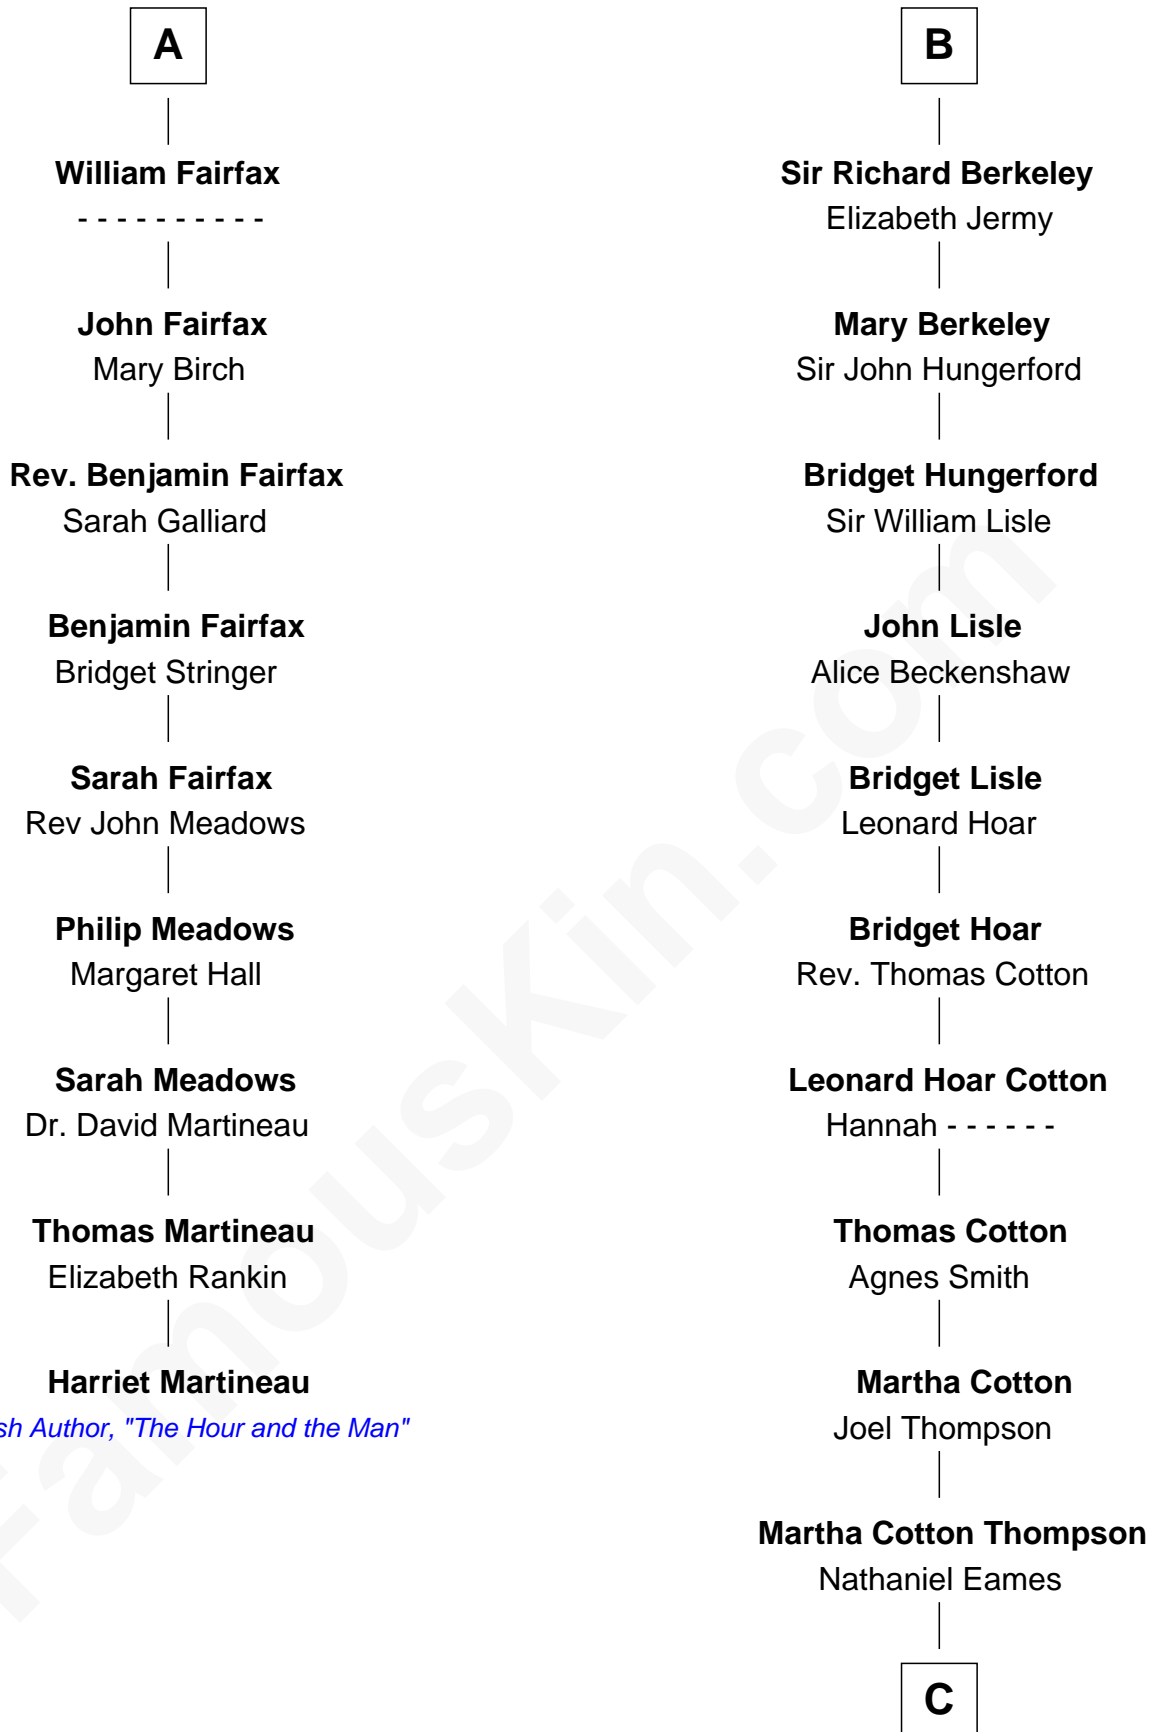 A
William Fairfax
- - - - - - - - - -
John Fairfax
Mary Birch
Rev. Benjamin Fairfax
Sarah Galliard
Benjamin Fairfax
Bridget Stringer
Sarah Fairfax
Rev John Meadows
Philip Meadows
Margaret Hall
Sarah Meadows
Dr. David Martineau
Thomas Martineau
Elizabeth Rankin
Harriet Martineau
sh Author, "The Hour and the Man"
B
Sir Richard Berkeley
Elizabeth Jermy
Mary Berkeley
Sir John Hungerford
Bridget Hungerford
Sir William Lisle
John Lisle
Alice Beckenshaw
Bridget Lisle
Leonard Hoar
Bridget Hoar
Rev. Thomas Cotton
Leonard Hoar Cotton
Hannah - - - - - -
Thomas Cotton
Agnes Smith
Martha Cotton
Joel Thompson
Martha Cotton Thompson
Nathaniel Eames
C
FamousKin.com